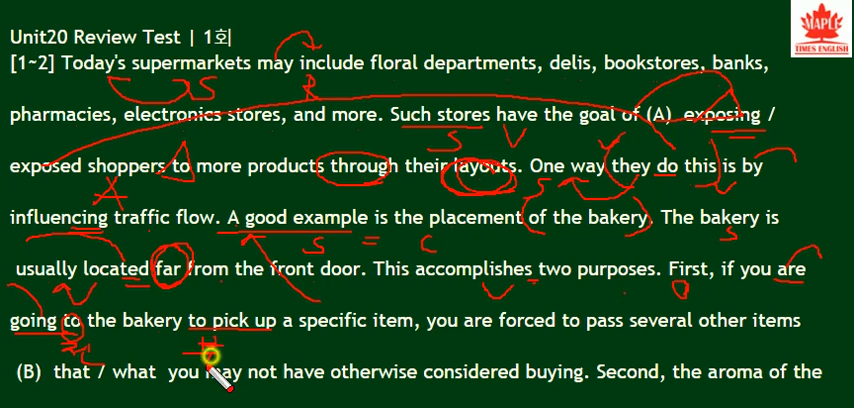 MAPLE
TIMES ENGLISH
Unit20 Review Test | 1회
[1~2] Today's supermarkets may include floral departments, delis, bookstores, banks,
pharmacies, electronics stores, and more. Such stores have the goal of (A) exposing /
exposed shoppers to more products through their layouts. One way they do this is by
influencing traffic flow. A good example is the placement of the bakery. The bakery is
usually located far from the front door. This accomplishes two purposes. First, if you are
going to the bakery to pick up a specific item, you are forced to pass several other items
(B) that / what you may not have otherwise considered buying. Second, the aroma of the